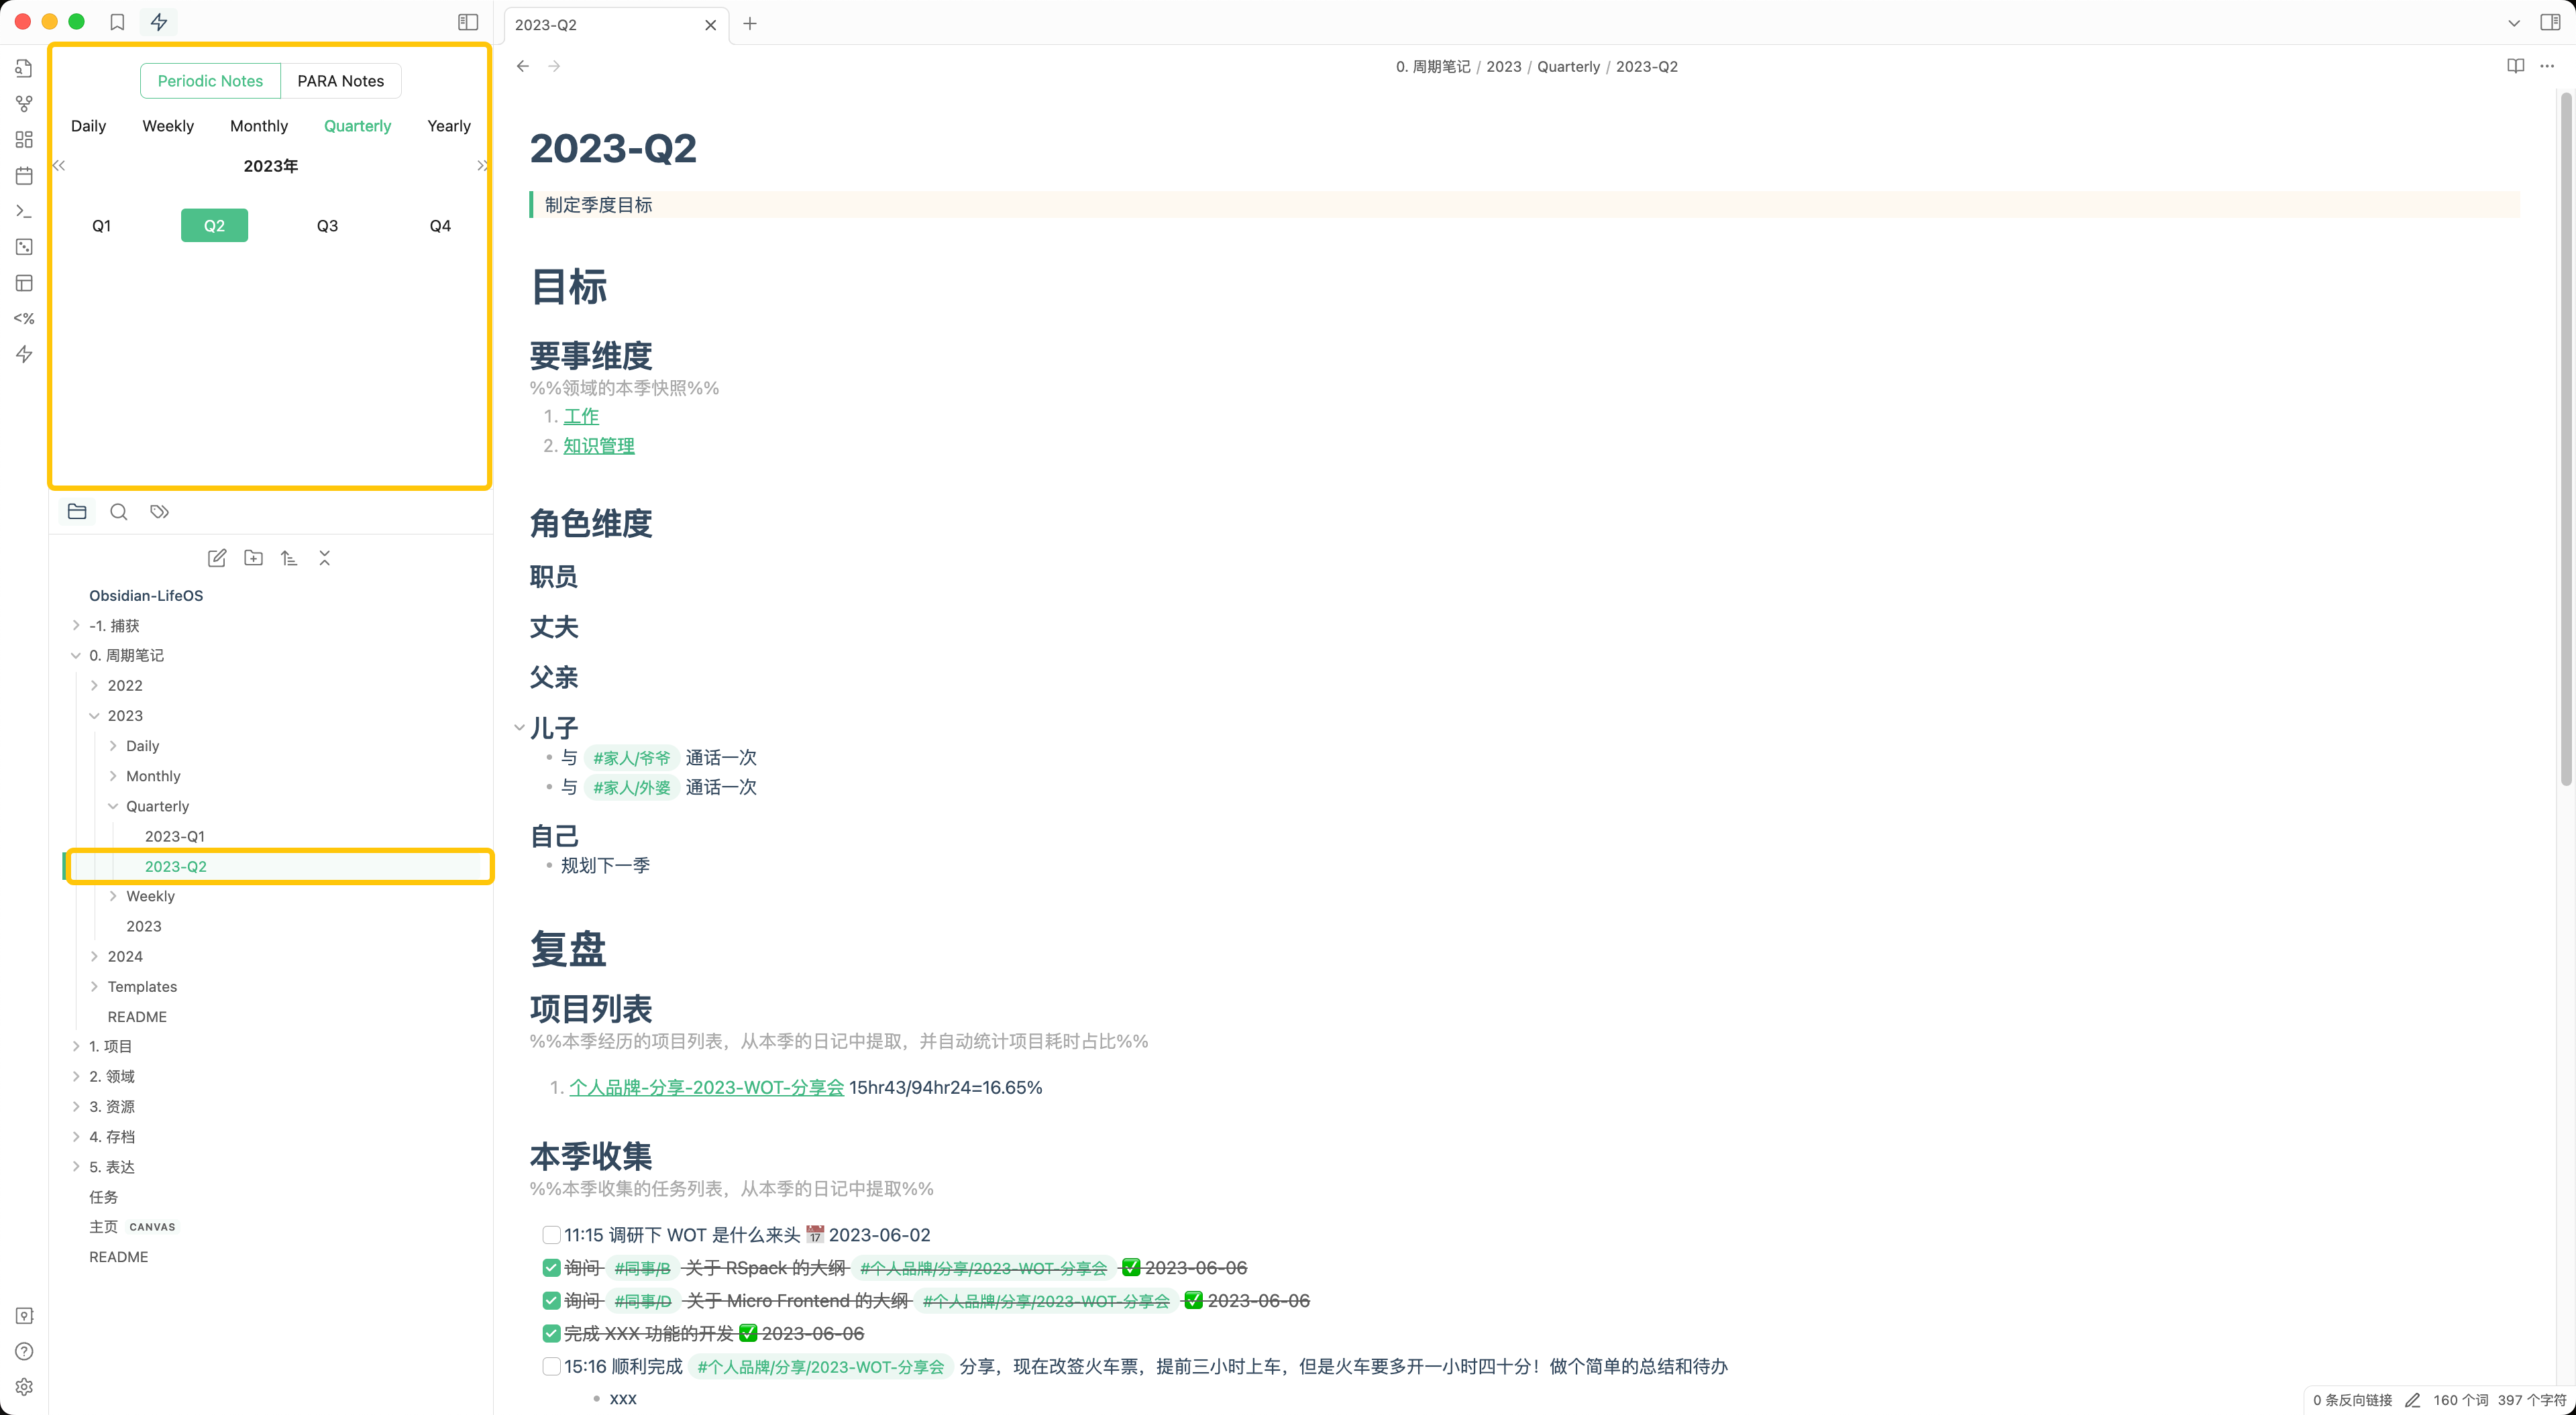 2023-Q2
Periodic Notes PARA Notes
Daily Weekly Monthly Quarterly Yearly
2023年
Q1 Q2 Q3 Q4
Obsidian-LifeOS
-1. 捕获
0. 周期笔记
2022
2023
Daily
Monthly
Quarterly
2023-Q1
2023-Q2
Weekly
2023
2024
Templates
README
1. 项目
2. 领域
3. 资源
4. 存档
5. 表达
任务
主页 CANVAS
README
0. 周期笔记 / 2023 / Quarterly / 2023-Q2
2023-Q2
制定季度目标
目标
要事维度
%%领域的本季快照%%
1. 工作
2. 知识管理
角色维度
职员
丈夫
父亲
儿子
• 与 #家人/爷爷 通话一次
• 与 #家人/外婆 通话一次
自己
• 规划下一季
复盘
项目列表
%%本季经历的项目列表，从本季的日记中提取，并自动统计项目耗时占比%%
1. 个人品牌-分享-2023-WOT-分享会 15hr43/94hr24=16.65%
本季收集
%%本季收集的任务列表，从本季的日记中提取%%
11:15 调研下 WOT 是什么来头 📅 2023-06-02
询问 #同事/B 关于 RSpack 的大纲 #个人品牌/分享/2023-WOT-分享会 ✅ 2023-06-06
询问 #同事/D 关于 Micro Frontend 的大纲 #个人品牌/分享/2023-WOT-分享会 ✅ 2023-06-06
完成 XXX 功能的开发 ✅ 2023-06-06
15:16 顺利完成 #个人品牌/分享/2023-WOT-分享会 分享，现在改签火车票，提前三小时上车，但是火车要多开一小时四十分！做个简单的总结和待办
• xxx
0 条反向链接 160 个词 397 个字符